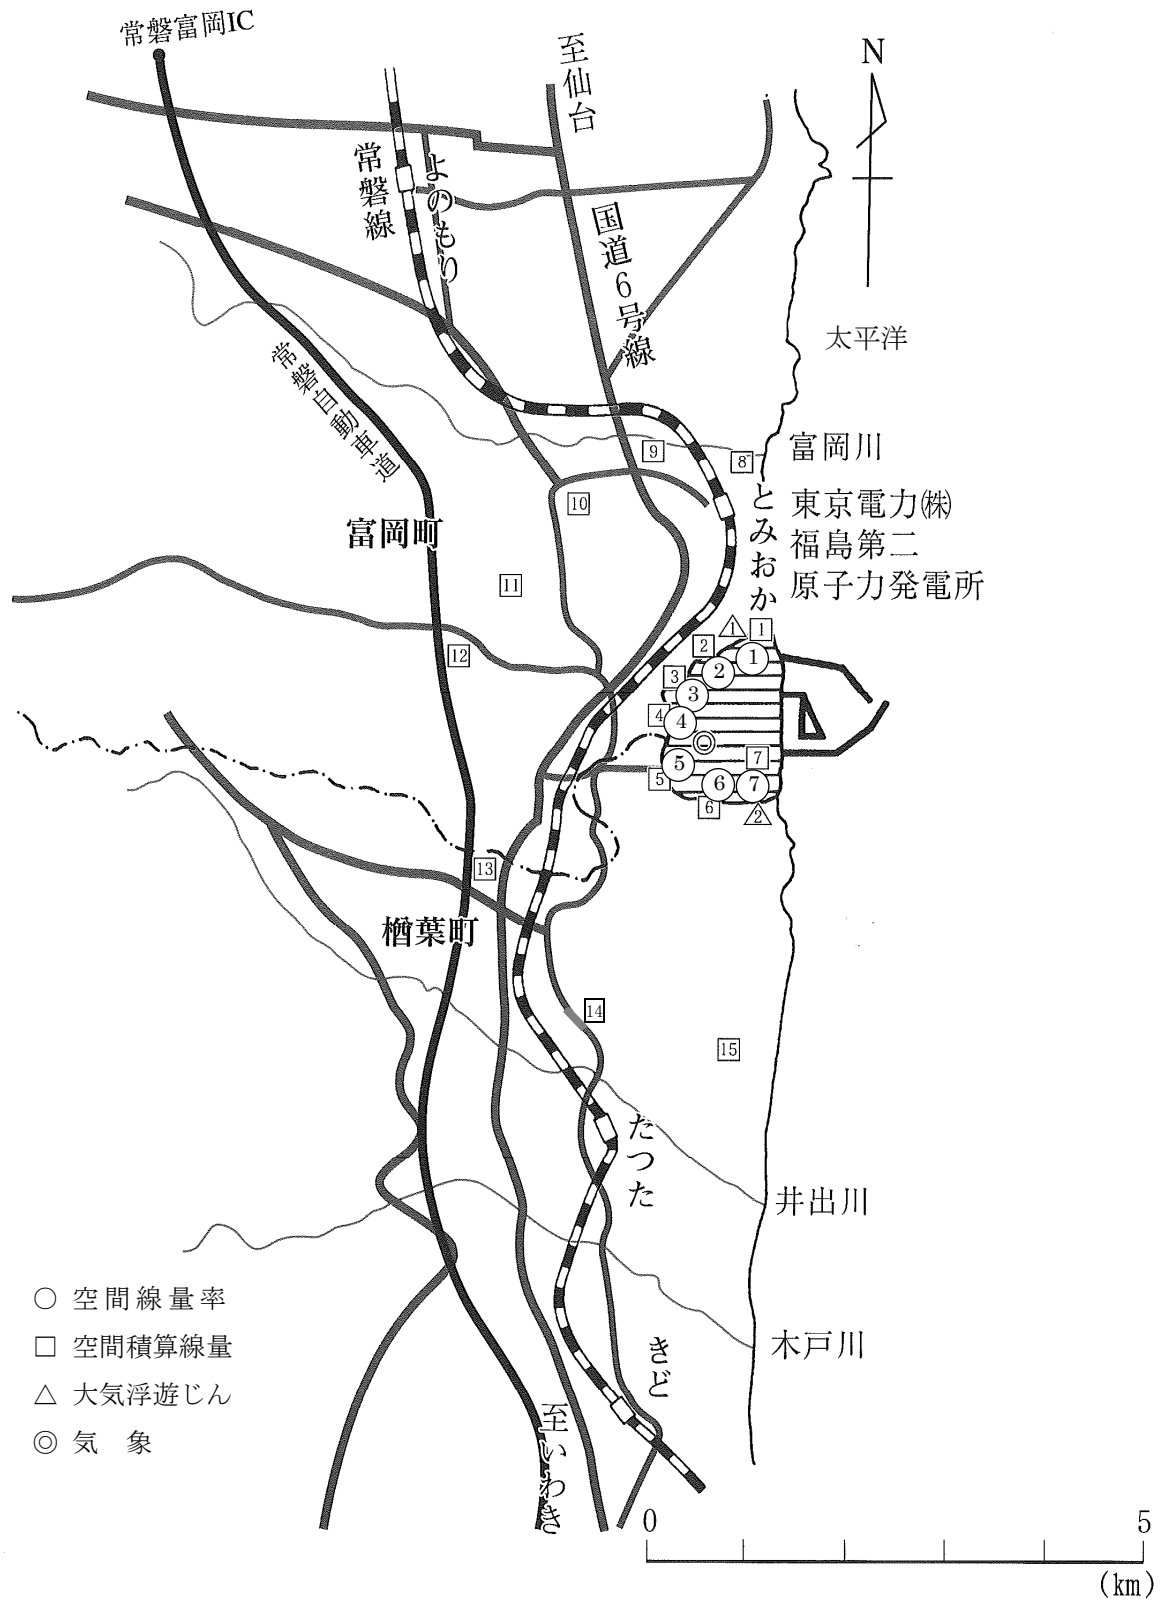 常磐富岡IC
至仙台
N
常磐線
よのもり
国道6号線
太平洋
常磐自動車道
富岡川
9
8
10
とみおか
東京電力㈱
福島第二
原子力発電所
富岡町
11
12
1
1
2
1
2
3
3
4
4
5
5
7
6
7
6
2
13
楢葉町
14
15
たつた
井出川
木戸川
きど
至いわき
○ 空間線量率
□ 空間積算線量
△ 大気浮遊じん
◎ 気象
0
5
(km)